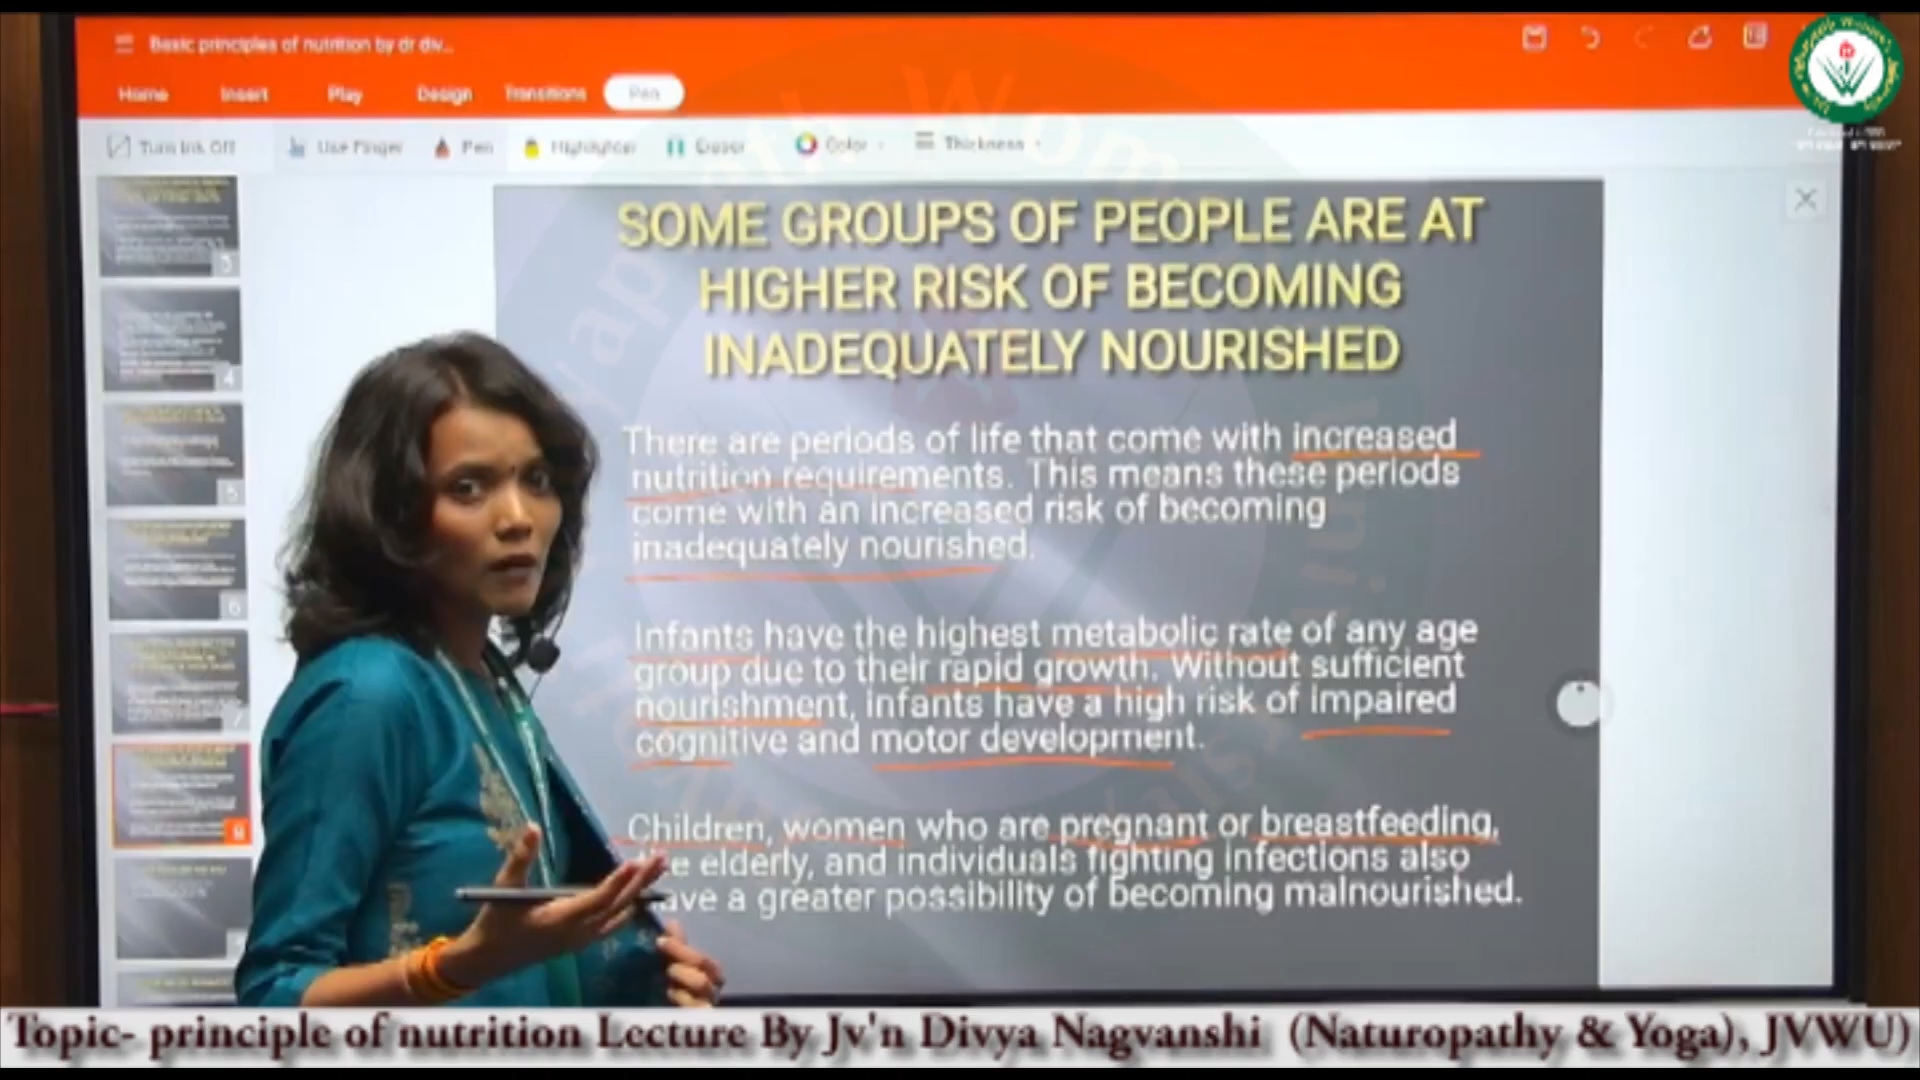 Basic principles of nutrition by dr div...
Home Insert Play Design Transitions Pen
Turn Ink Off Use Finger Pen Highlighter Eraser Color Thickness
SOME GROUPS OF PEOPLE ARE AT
HIGHER RISK OF BECOMING
INADEQUATELY NOURISHED
There are periods of life that come with increased
nutrition requirements. This means these periods
come with an increased risk of becoming
inadequately nourished.
Infants have the highest metabolic rate of any age
group due to their rapid growth. Without sufficient
nourishment, infants have a high risk of impaired
cognitive and motor development.
Children, women who are pregnant or breastfeeding,
elderly, and individuals fighting infections also
a greater possibility of becoming malnourished.
3
4
5
6
7
8
Topic- principle of nutrition Lecture By Jv'n Divya Nagvanshi (Naturopathy & Yoga), JVWU)